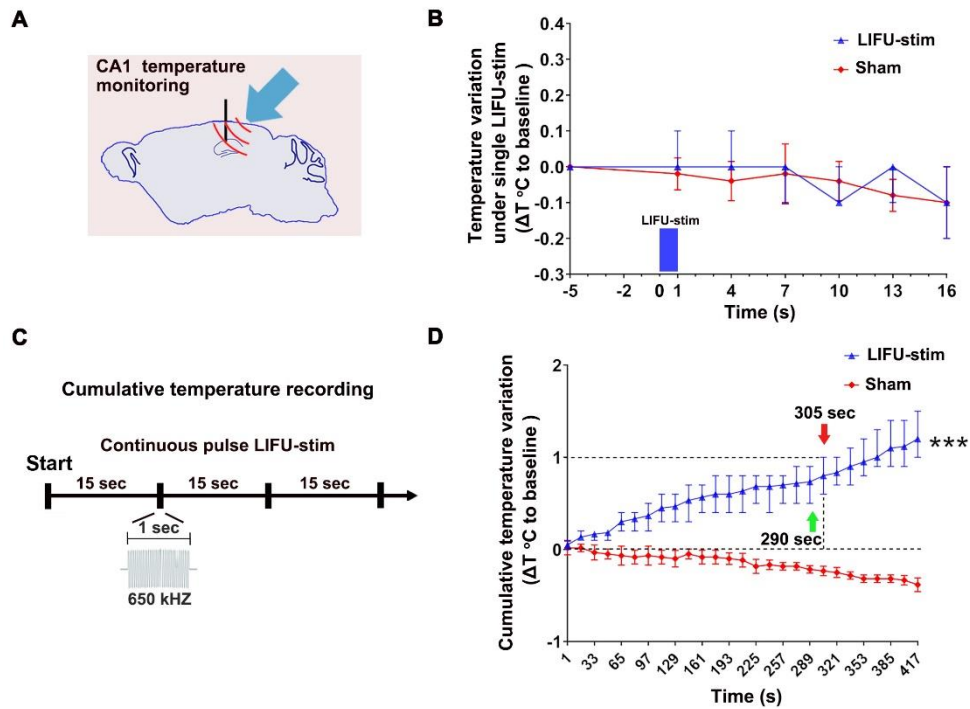 A
CA1 temperature
monitoring
B
Temperature variation
under single LIFU-stim
(ΔT °C to baseline )
0.4
0.3
0.2
0.1
0.0
-0.1
-0.2
-0.3
LIFU-stim
Sham
LIFU-stim
-5 -2 0 1 4 7 10 13 16
Time (s)
C
Cumulative temperature recording
Continuous pulse LIFU-stim
Start
15 sec 15 sec 15 sec
1 sec
650 kHZ
D
Cumulative temperature variation
(ΔT °C to baseline )
2
1
0
-1
LIFU-stim
Sham
305 sec
***
290 sec
1 33 65 97 129 161 193 225 257 289 321 353 385 417
Time (s)